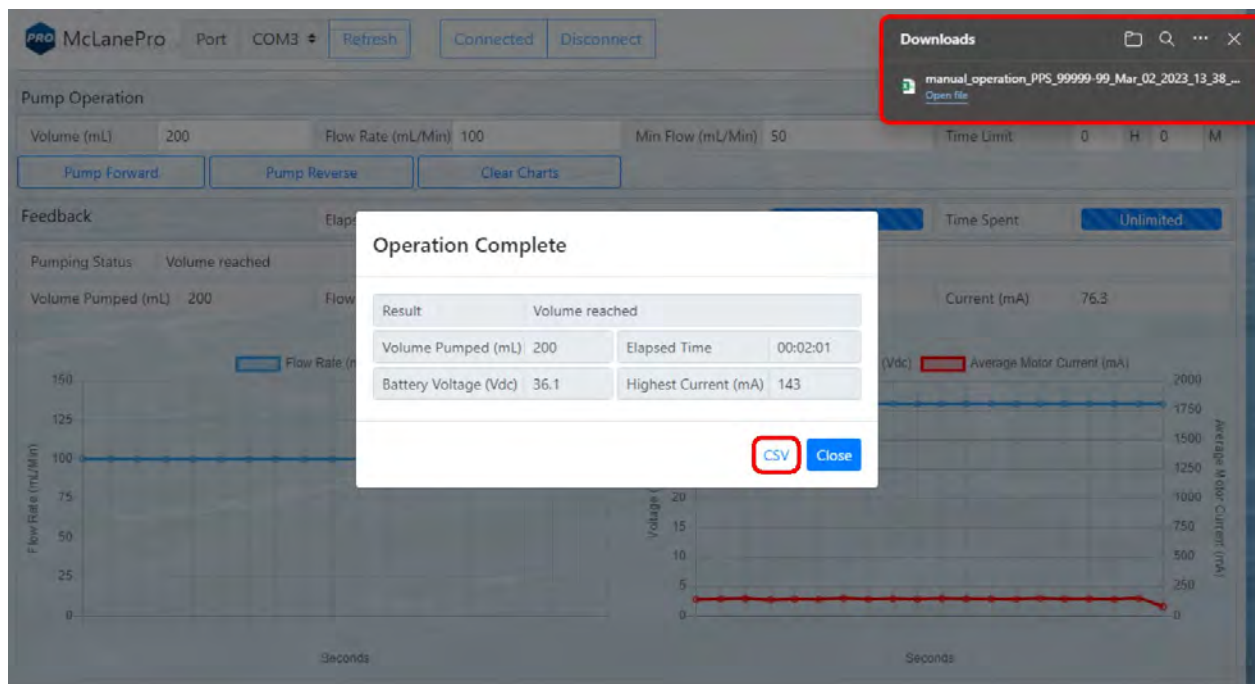 PRO McLanePro Port COM3 Refresh Connected Disconnect
Downloads
manual_operation_PPS_99999-99_Mar_02_2023_13_38_...
Open file
Pump Operation
Volume (mL) 200 Flow Rate (mL/Min) 100 Min Flow (mL/Min) 50 Time Limit 0 H 0 M
Pump Forward Pump Reverse Clear Charts
Feedback Elaps Time Spent Unlimited
Pumping Status Volume reached
Volume Pumped (mL) 200 Flow Current (mA) 76.3
Operation Complete
Result Volume reached
Volume Pumped (mL) 200 Elapsed Time 00:02:01
Battery Voltage (Vdc) 36.1 Highest Current (mA) 143
CSV Close
Flow Rate (m
150
125
100
75
50
25
0
Flow Rate (mL/Min)
Seconds
(Vdc) Average Motor Current (mA)
20
15
10
5
0
Voltage (
2000
1750
1500
1250
1000
750
500
250
0
Average Motor Current (mA)
Seconds